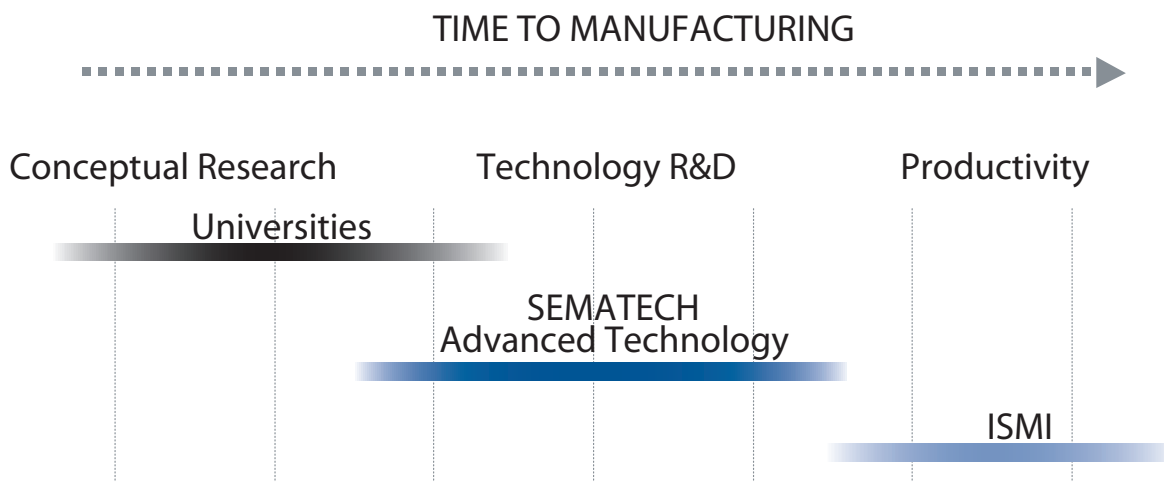 TIME TO MANUFACTURING
Conceptual Research
Technology R&D
Productivity
Universities
SEMATECH
Advanced Technology
ISMI